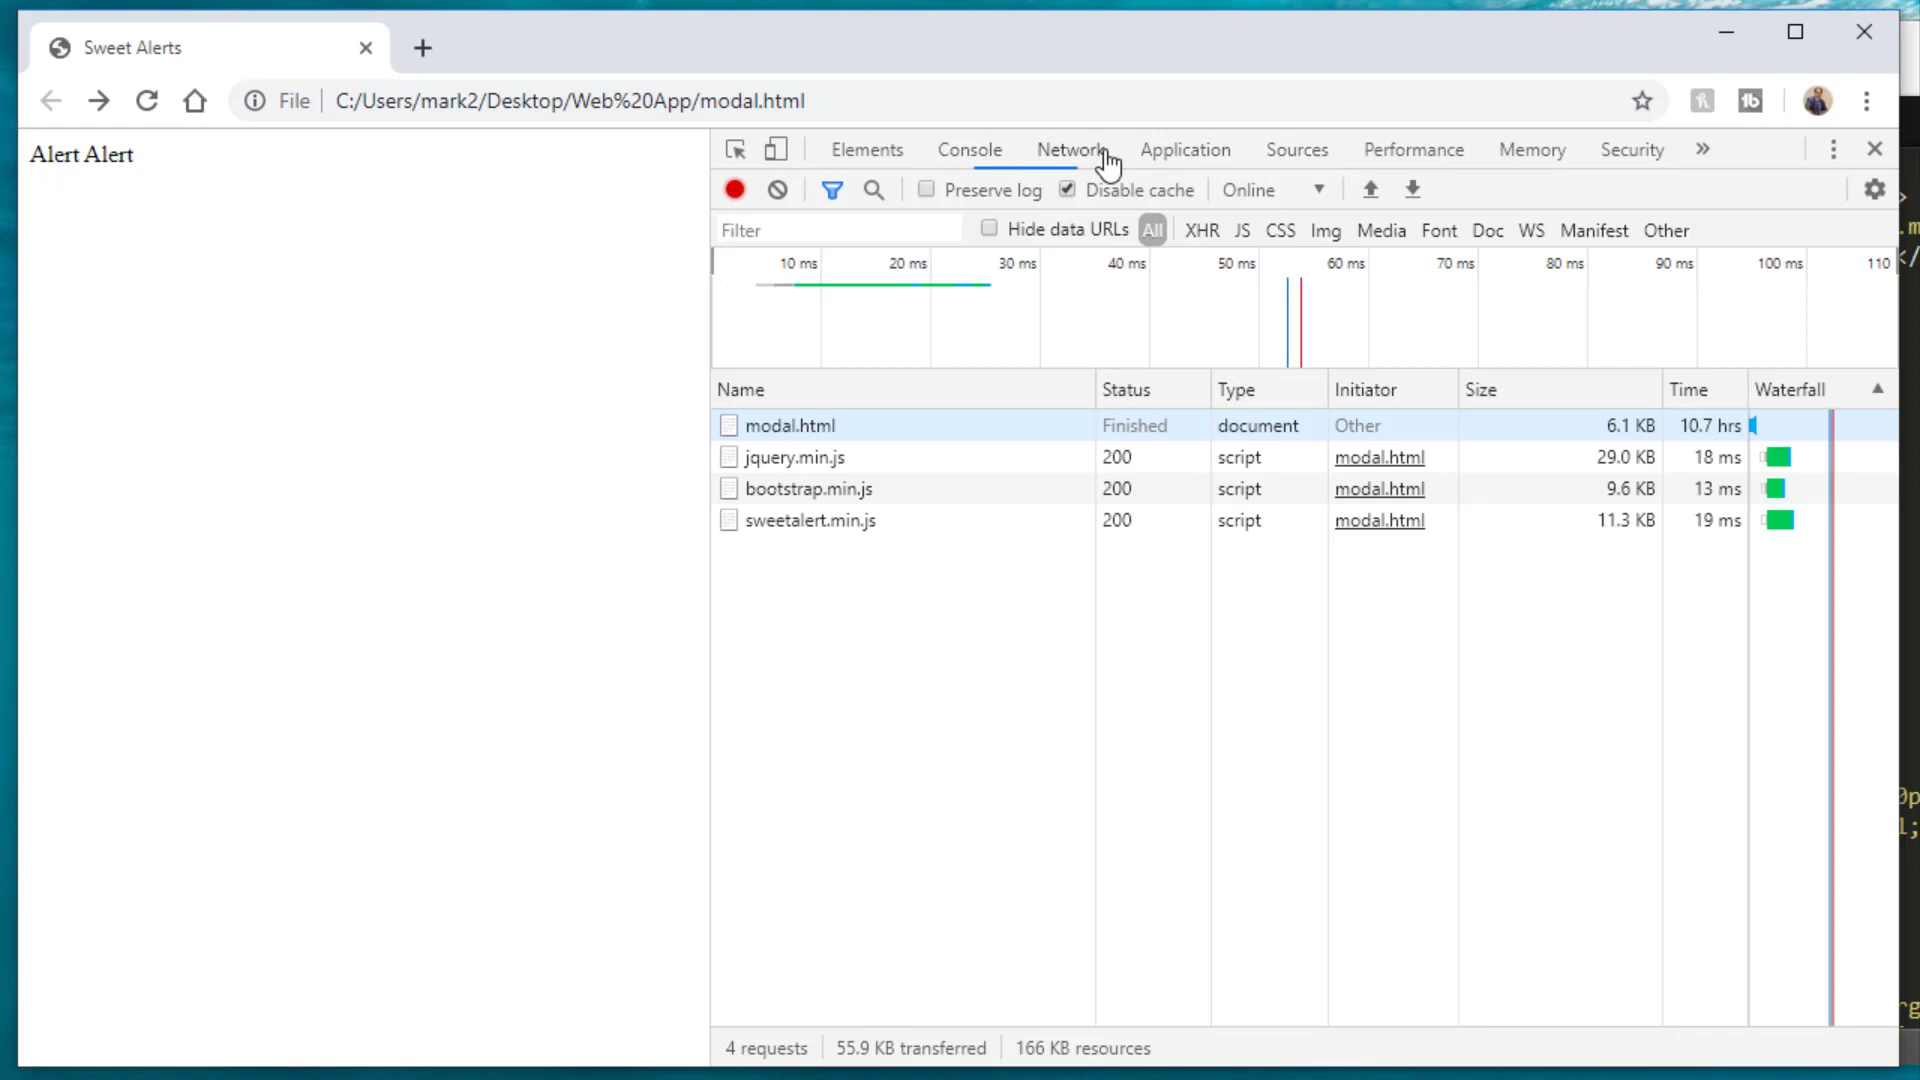 Sweet Alerts
File
C:/Users/mark2/Desktop/Web%20App/modal.html
Alert Alert
Elements Console Network Application Sources Performance Memory Security »
Preserve log Disable cache Online
Filter Hide data URLs All XHR JS CSS Img Media Font Doc WS Manifest Other
10 ms 20 ms 30 ms 40 ms 50 ms 60 ms 70 ms 80 ms 90 ms 100 ms 110
Name Status Type Initiator Size Time Waterfall
modal.html Finished document Other 6.1 KB 10.7 hrs
jquery.min.js 200 script modal.html 29.0 KB 18 ms
bootstrap.min.js 200 script modal.html 9.6 KB 13 ms
sweetalert.min.js 200 script modal.html 11.3 KB 19 ms
4 requests 55.9 KB transferred 166 KB resources